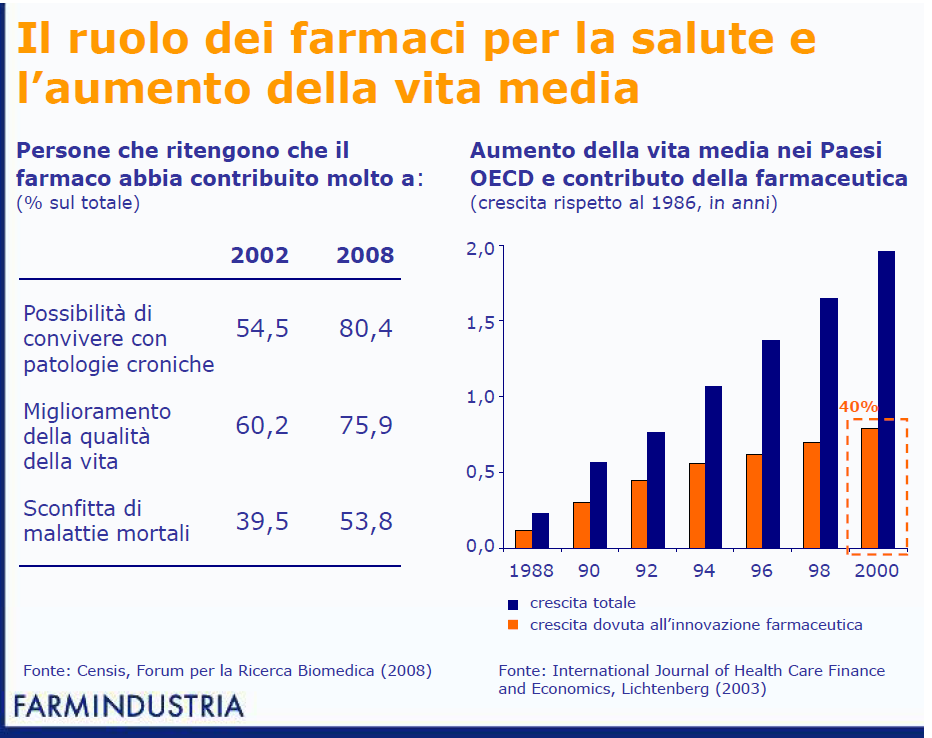 Il ruolo dei farmaci per la salute e
l’aumento della vita media
Persone che ritengono che il
farmaco abbia contribuito molto a:
(% sul totale)
2002 2008
Possibilità di
convivere con
patologie croniche
54,5 80,4
Miglioramento
della qualità
della vita
60,2 75,9
Sconfitta di
malattie mortali
39,5 53,8
Fonte: Censis, Forum per la Ricerca Biomedica (2008)
Aumento della vita media nei Paesi
OECD e contributo della farmaceutica
(crescita rispetto al 1986, in anni)
2,0
1,5
1,0
0,5
0,0
40%
1988 90 92 94 96 98 2000
crescita totale
crescita dovuta all’innovazione farmaceutica
Fonte: International Journal of Health Care Finance
and Economics, Lichtenberg (2003)
FARMINDUSTRIA